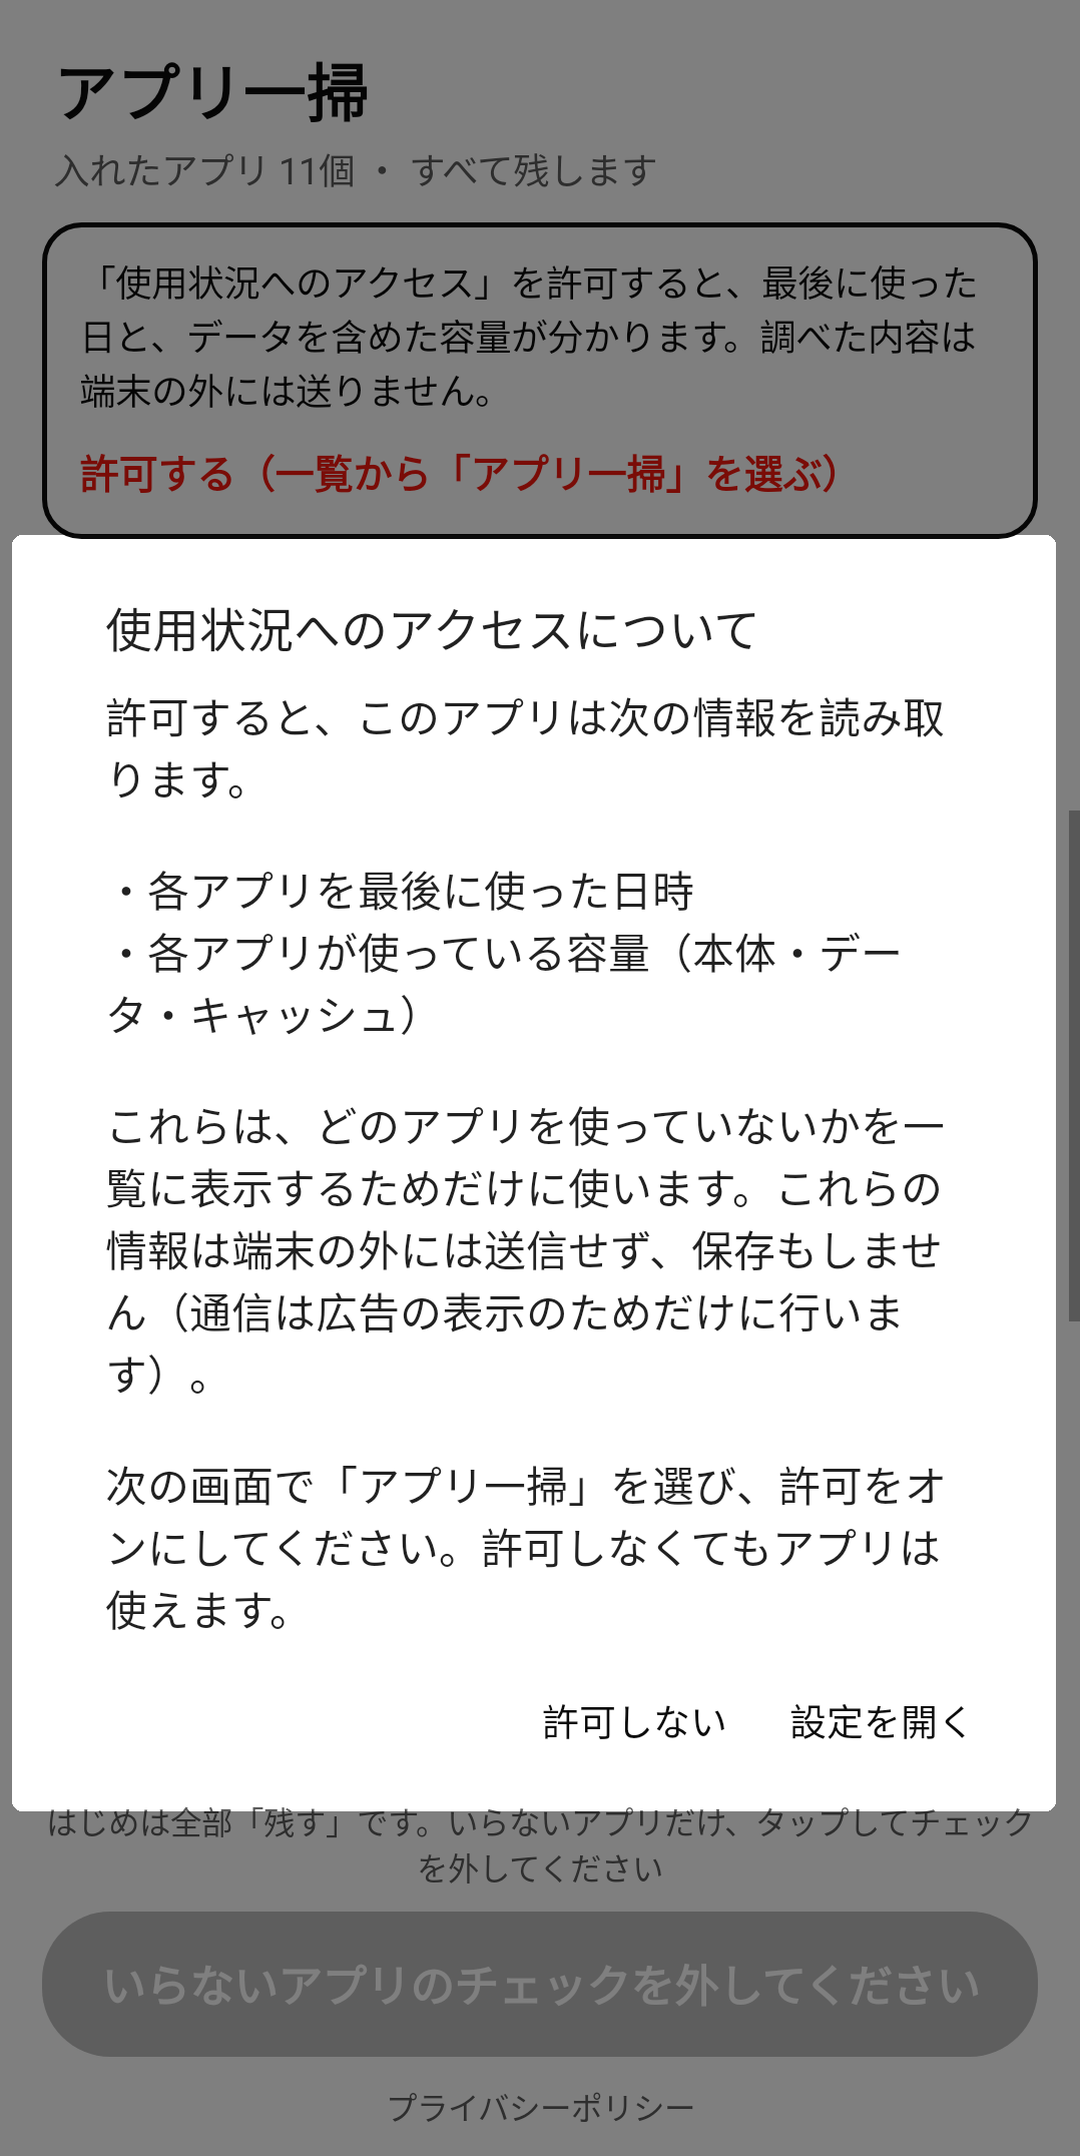 アプリ一掃
入れたアプリ 11個 ・ すべて残します
「使用状況へのアクセス」を許可すると、最後に使った
日と、データを含めた容量が分かります。調べた内容は
端末の外には送りません。
許可する（一覧から「アプリ一掃」を選ぶ）
使用状況へのアクセスについて
許可すると、このアプリは次の情報を読み取
ります。
・各アプリを最後に使った日時
・各アプリが使っている容量（本体・デー
タ・キャッシュ）
これらは、どのアプリを使っていないかを一
覧に表示するためだけに使います。これらの
情報は端末の外には送信せず、保存もしませ
ん（通信は広告の表示のためだけに行いま
す）。
次の画面で「アプリ一掃」を選び、許可をオ
ンにしてください。許可しなくてもアプリは
使えます。
許可しない 設定を開く
はじめは全部「残す」です。いらないアプリだけ、タップしてチェック
を外してください
いらないアプリのチェックを外してください
プライバシーポリシー